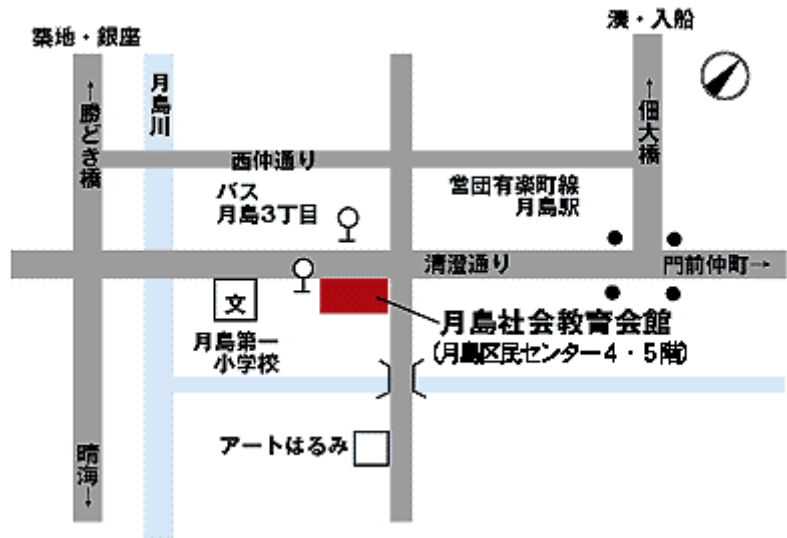 湊・入船
築地・銀座
←勝どき橋
月島川
←佃大橋
西仲通り
バス
月島3丁目
営団有楽町線
月島駅
清澄通り
門前仲町→
文
月島第一
小学校
月島社会教育会館
(月島区民センター4・5階)
アートはるみ
晴海→